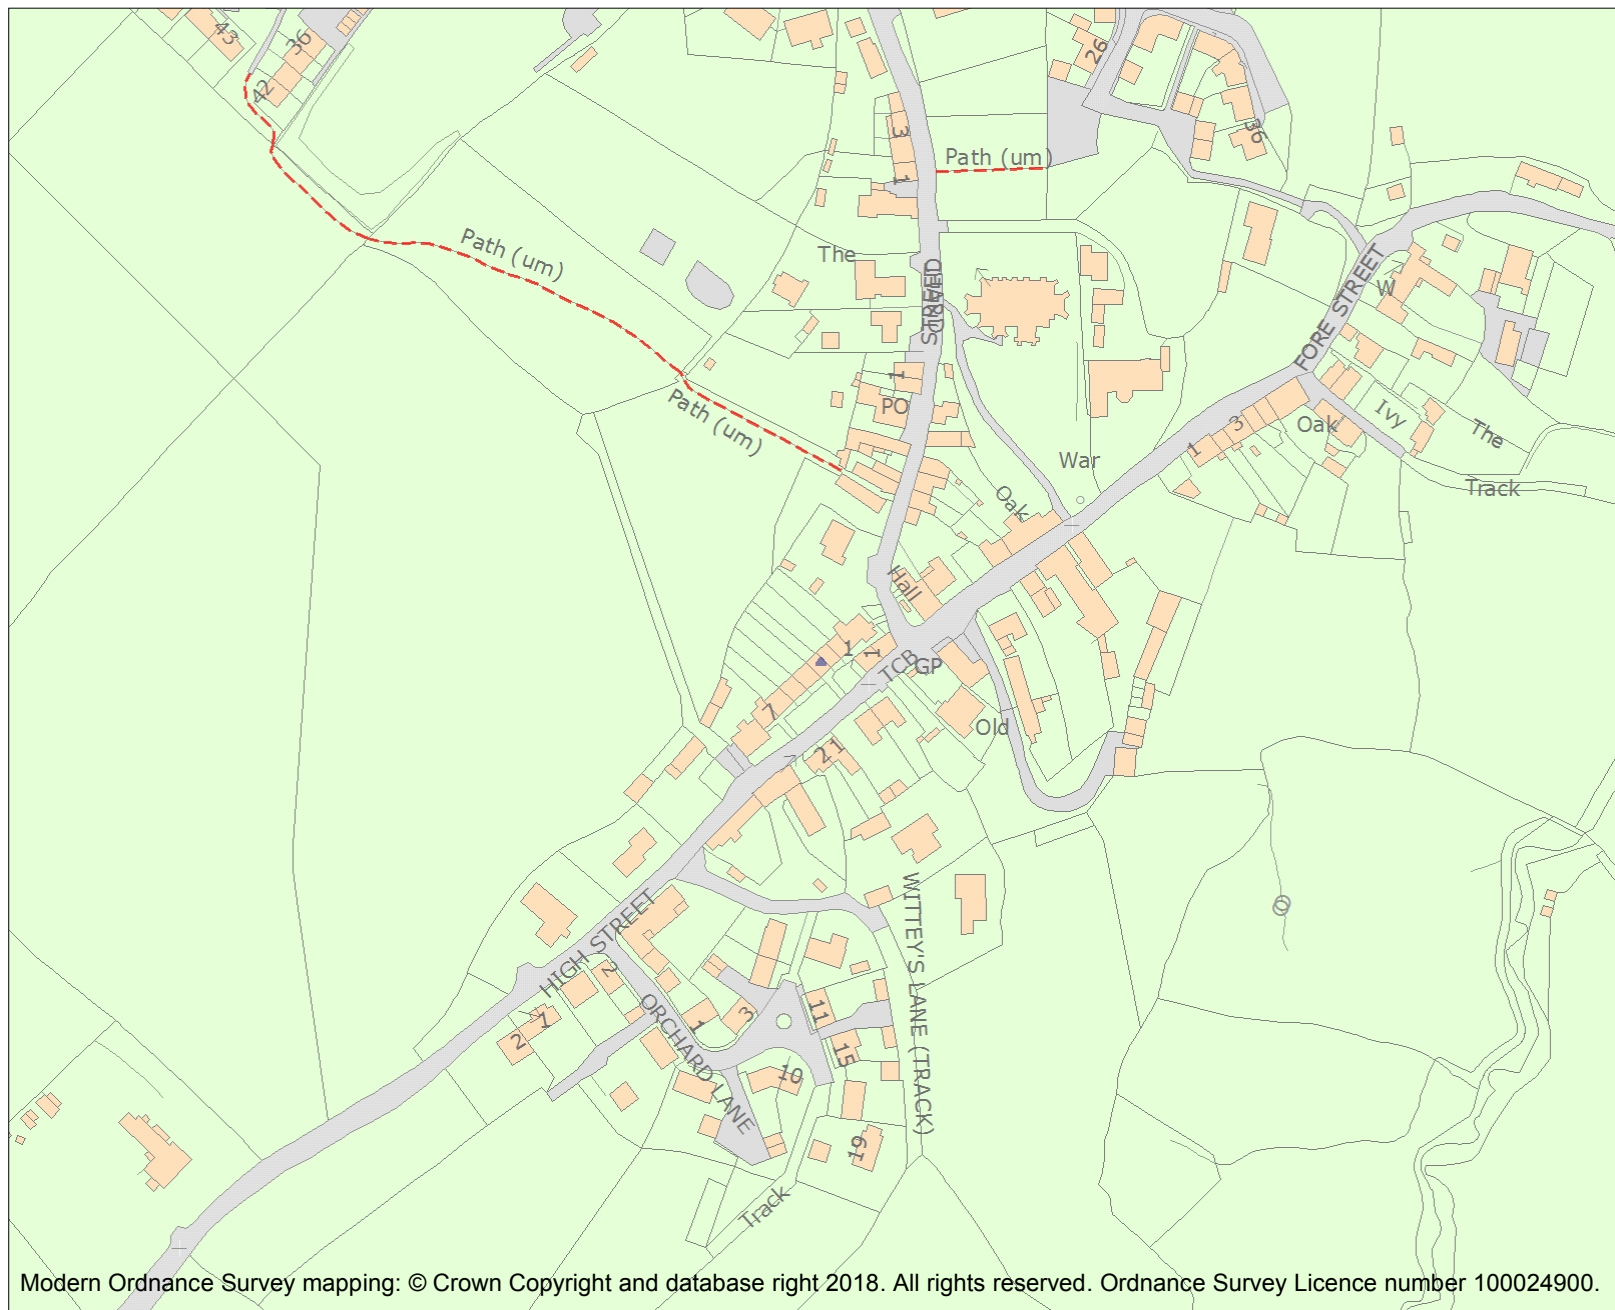 43
36
42
26
36
3
1
Path (um)
Path (um)
The
FORE STREET
W
1
PO
Path (um)
3
1
Oak
Ivy
The
Track
War
Oak
Hall
1
1
TCB
GP
7
21
Old
HIGH STREET
WITTEY'S LANE (TRACK)
2
1
2
ORCHARD LANE
1
3
11
15
10
19
Track
Modern Ordnance Survey mapping: © Crown Copyright and database right 2018. All rights reserved. Ordnance Survey Licence number 100024900.